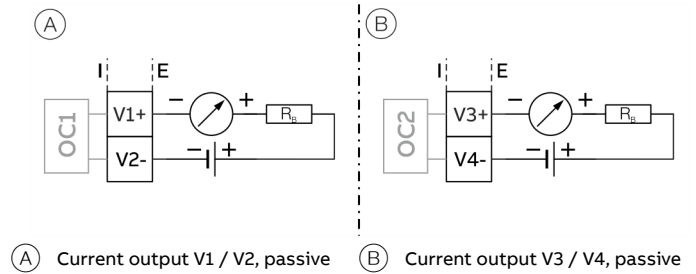 A
B
I E
I E
OC1 V1+ − + R_B
V2- − +
OC2 V3+ − + R_B
V4- − +
A Current output V1 / V2, passive
B Current output V3 / V4, passive